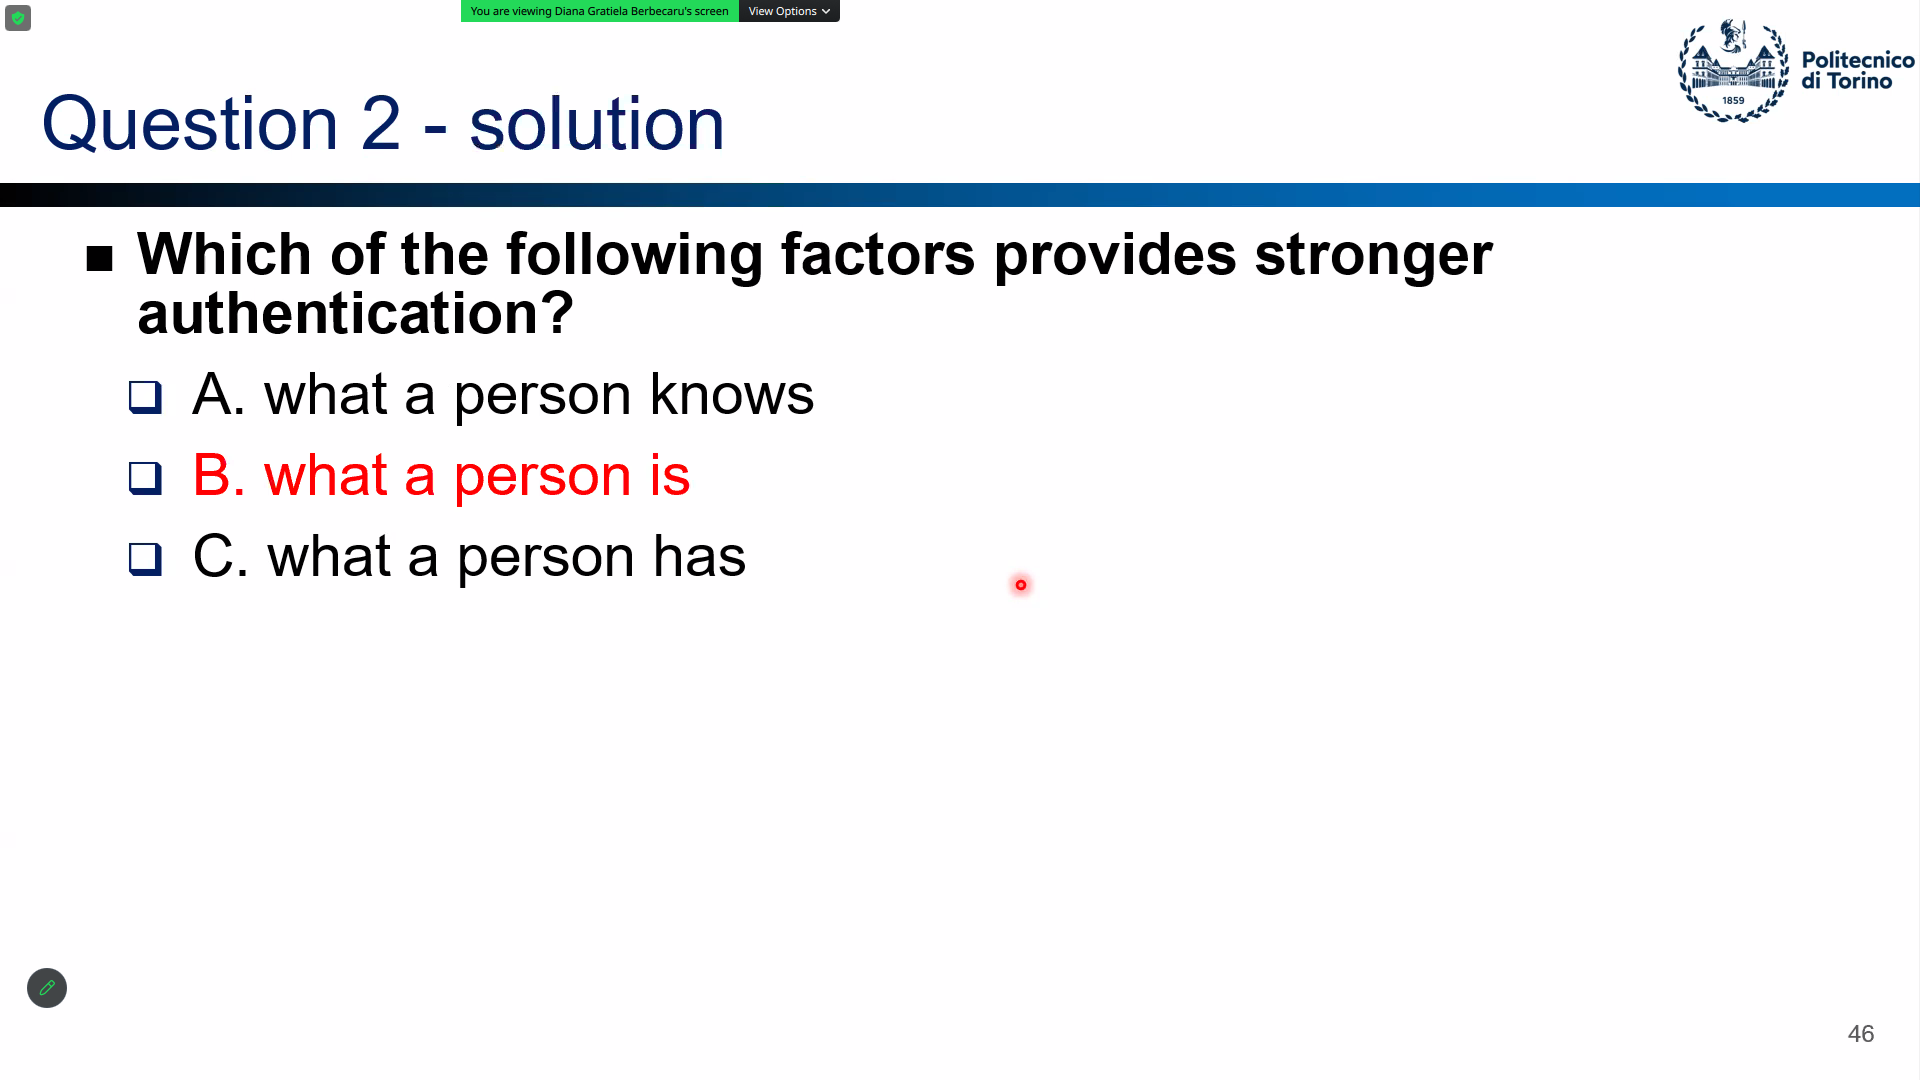 You are viewing Diana Gratiela Berbecaru's screen
View Options
Politecnico
di Torino
1859
Question 2 - solution
Which of the following factors provides stronger
authentication?
A. what a person knows
B. what a person is
C. what a person has
46